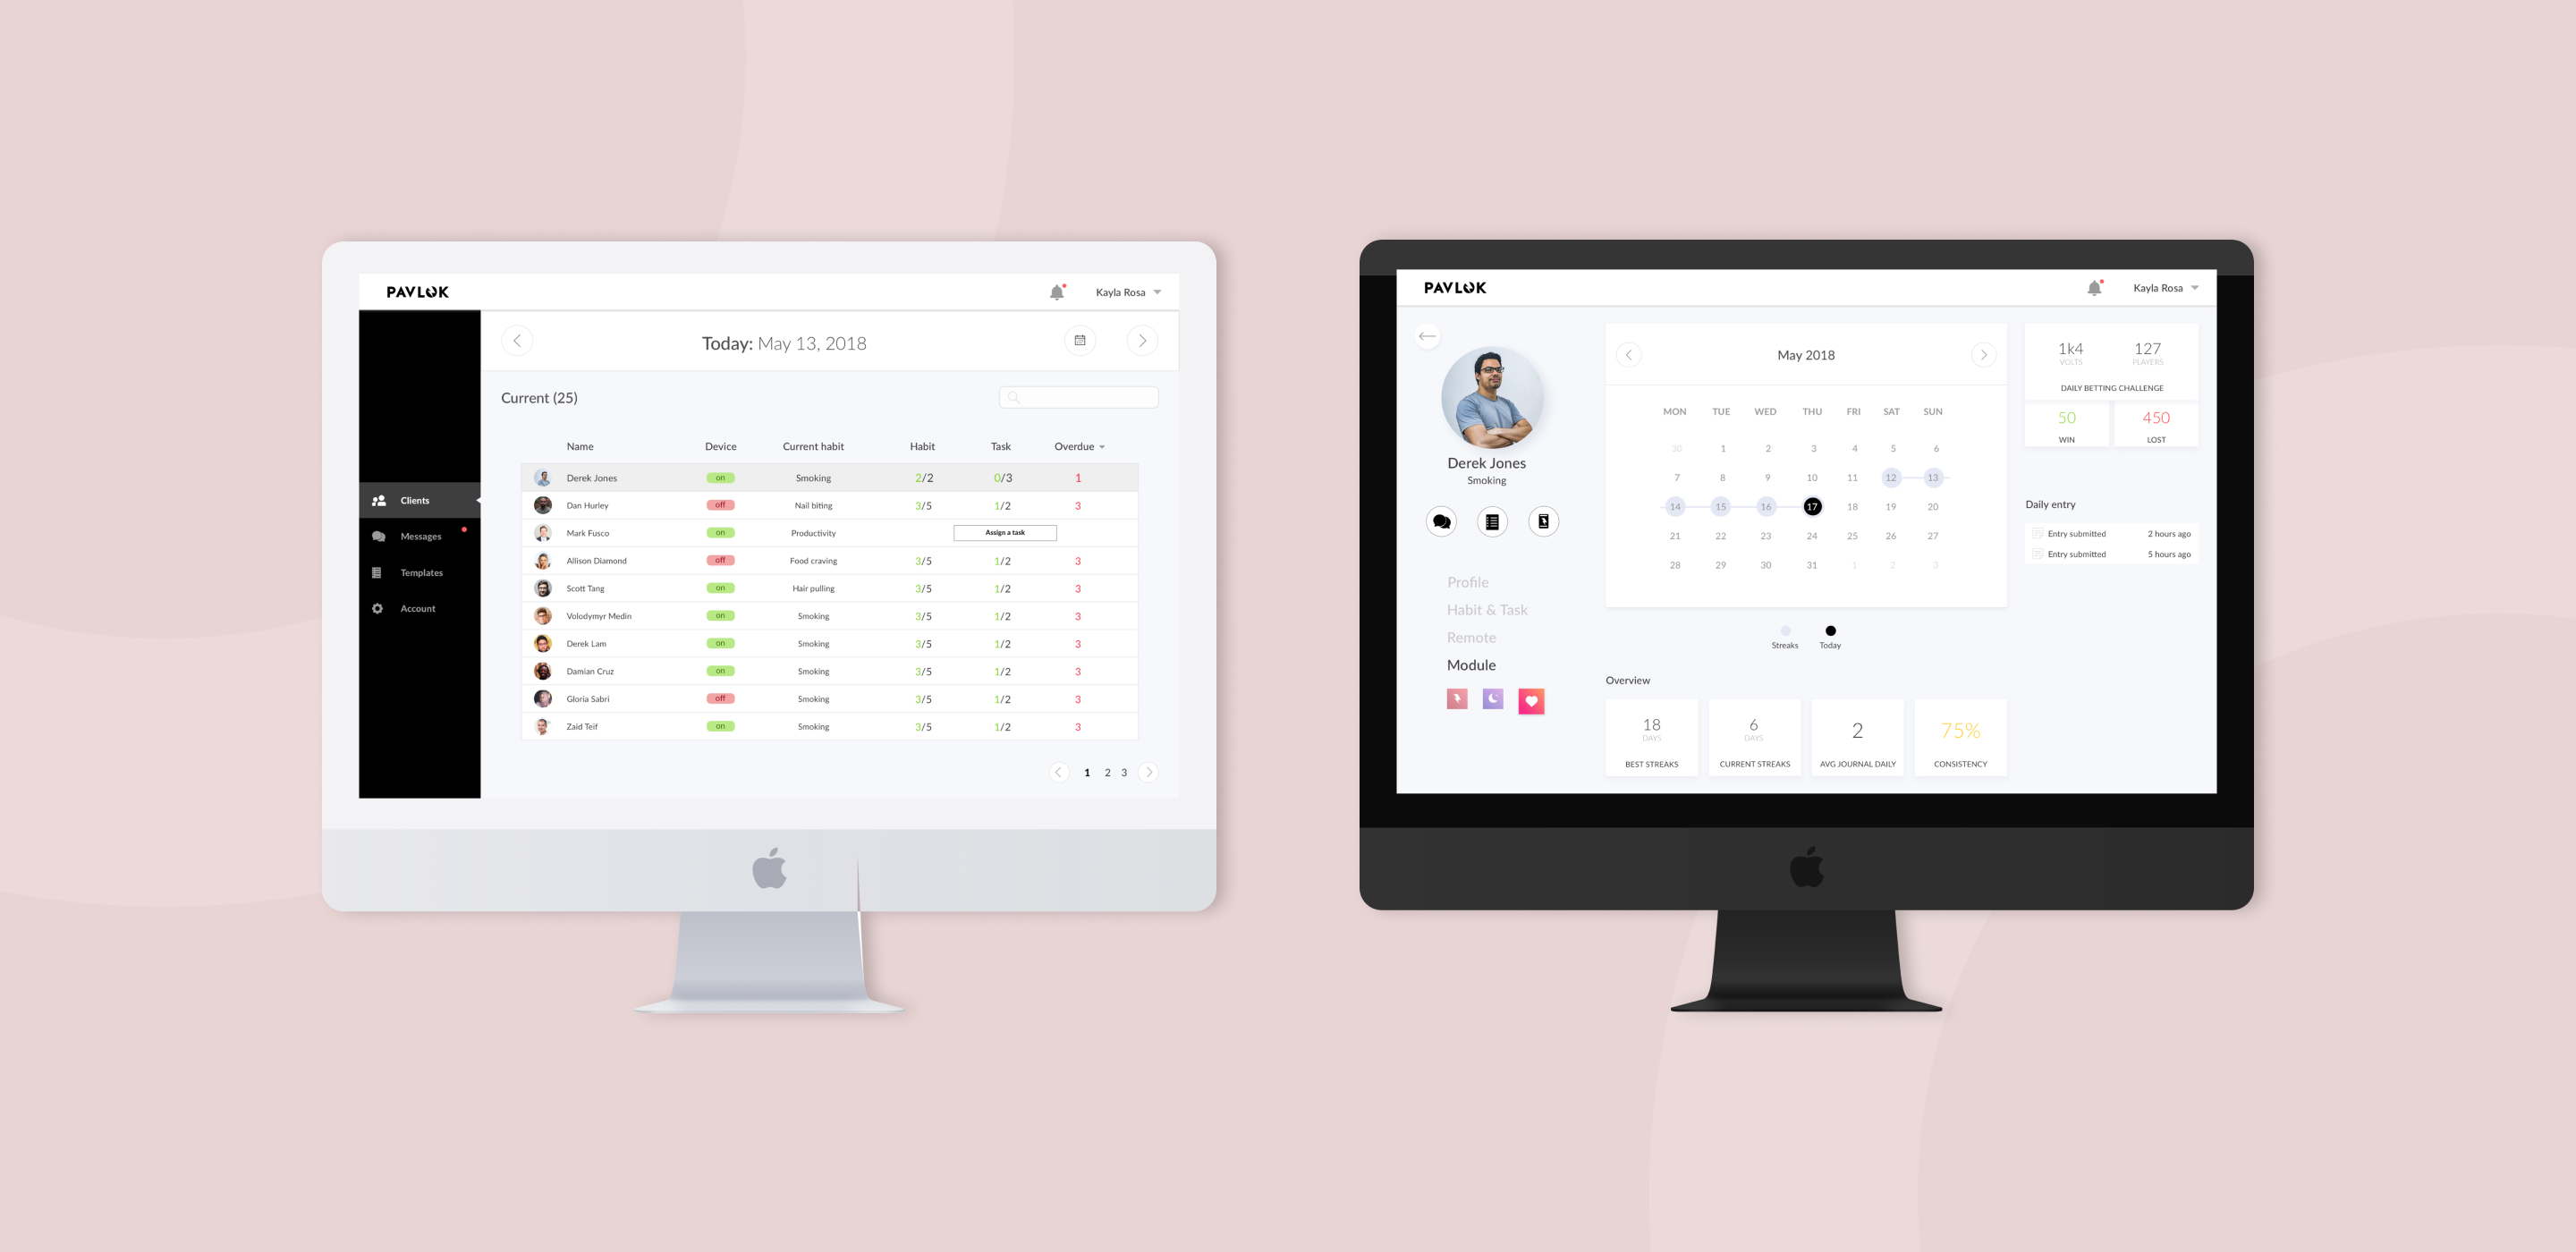 PAVLOK
Kayla Rosa
Today: May 13, 2018
Current (25)
Name Device Current habit Habit Task Overdue
Derek Jones on Smoking 2/2 0/3 1
Dan Hurley off Nail biting 3/5 1/2 3
Mark Fusco on Productivity Assign a task
Allison Diamond off Food craving 3/5 1/2 3
Scott Tang on Hair pulling 3/5 1/2 3
Volodymyr Medin on Smoking 3/5 1/2 3
Derek Lam on Smoking 3/5 1/2 3
Damian Cruz on Smoking 3/5 1/2 3
Gloria Sabri off Smoking 3/5 1/2 3
Zaid Teif on Smoking 3/5 1/2 3
1 2 3
Clients
Messages
Templates
Account
PAVLOK
Kayla Rosa
Derek Jones
Smoking
Profile
Habit & Task
Remote
Module
May 2018
MON TUE WED THU FRI SAT SUN
30 1 2 3 4 5 6
7 8 9 10 11 12 13
14 15 16 17 18 19 20
21 22 23 24 25 26 27
28 29 30 31 1 2 3
Streaks Today
Overview
18 6 2 75%
DAYS DAYS
BEST STREAKS CURRENT STREAKS AVG JOURNAL DAILY CONSISTENCY
1k4 127
VOLTS PLAYERS
DAILY BETTING CHALLENGE
50 450
WIN LOST
Daily entry
Entry submitted 2 hours ago
Entry submitted 5 hours ago